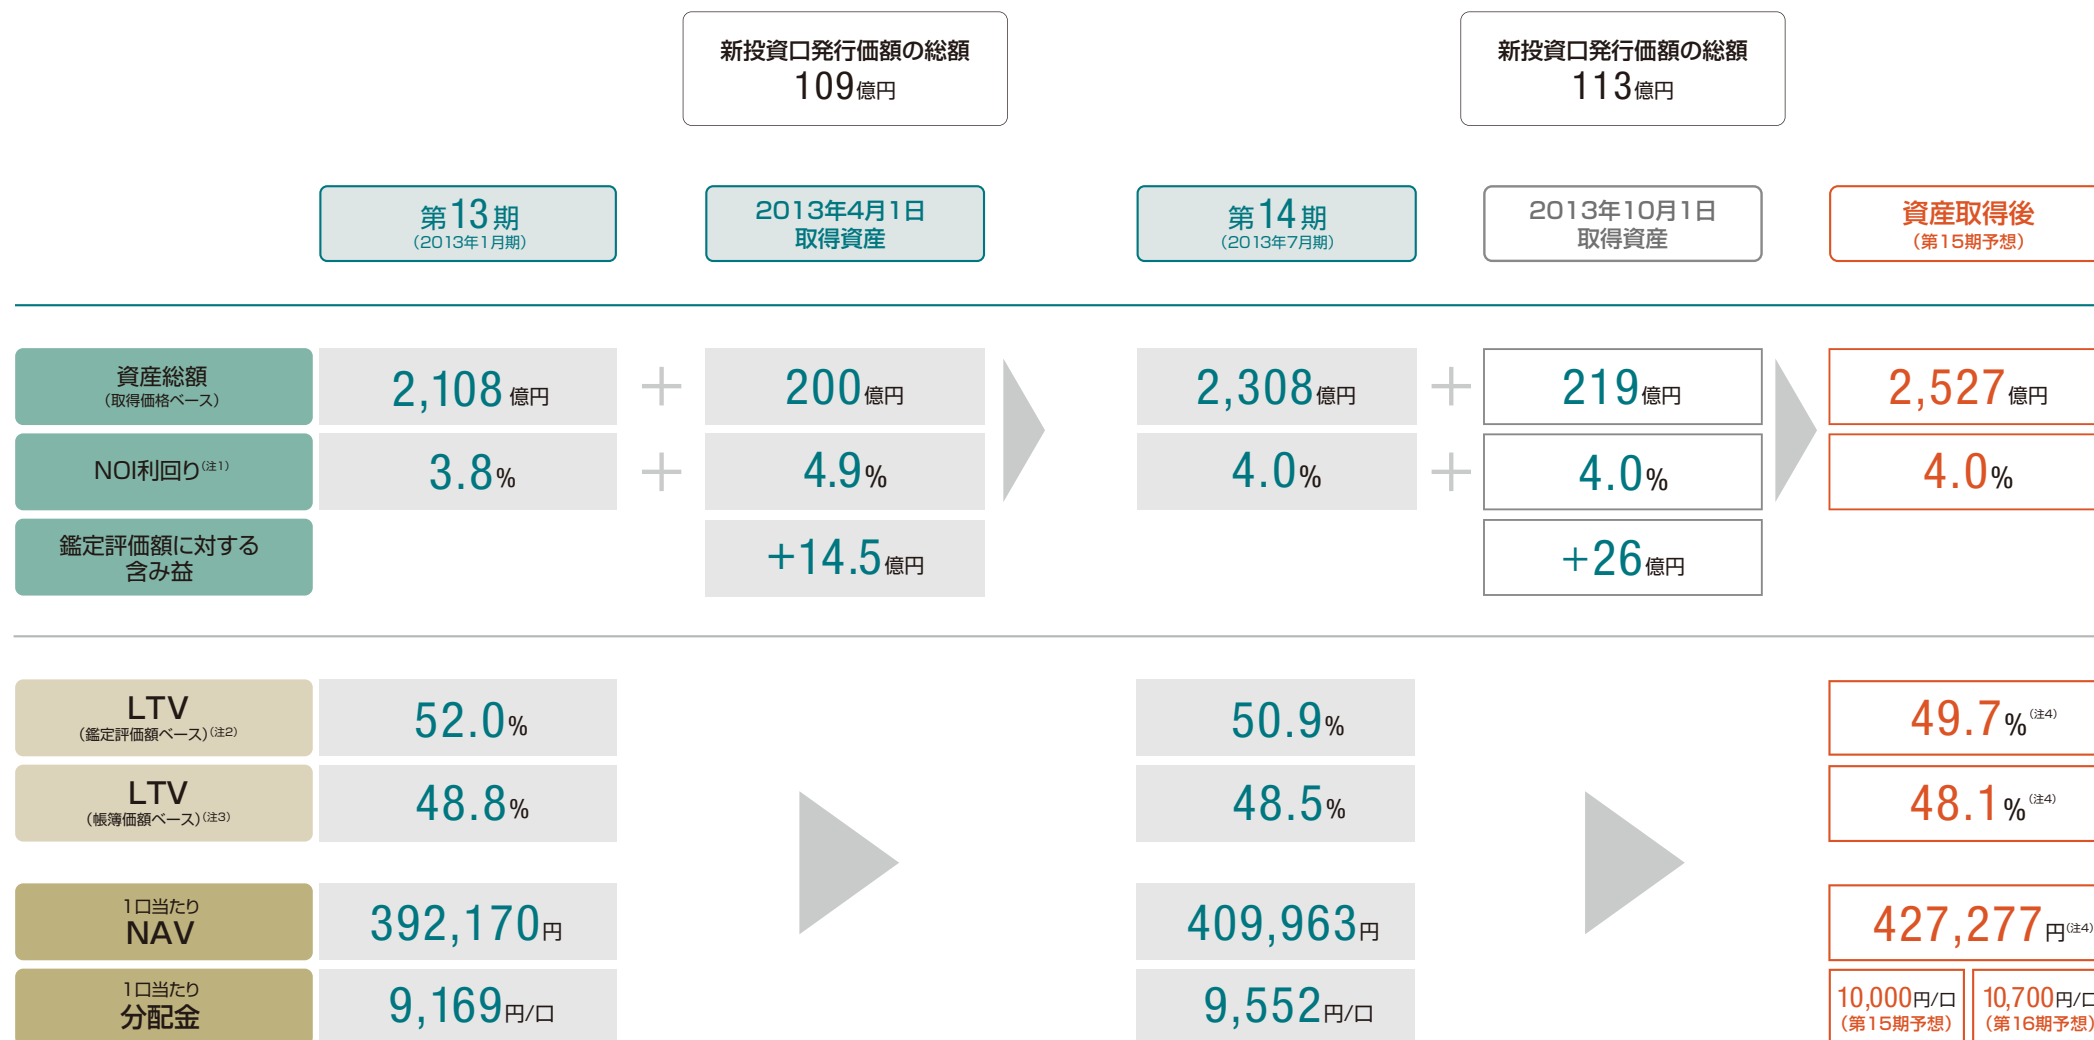 新投資口発行価額の総額
109億円
新投資口発行価額の総額
113億円
第13期
(2013年1月期)
2013年4月1日
取得資産
第14期
(2013年7月期)
2013年10月1日
取得資産
資産取得後
(第15期予想)
資産総額
(取得価格ベース)
2,108億円
+
200億円
2,308億円
+
219億円
2,527億円
NOI利回り(注1)
3.8%
+
4.9%
4.0%
+
4.0%
4.0%
鑑定評価額に対する
含み益
+14.5億円
+26億円
LTV
(鑑定評価額ベース)(注2)
52.0%
50.9%
49.7%(注4)
LTV
(帳簿価額ベース)(注3)
48.8%
48.5%
48.1%(注4)
1口当たり
NAV
392,170円
409,963円
427,277円(注4)
1口当たり
分配金
9,169円/口
9,552円/口
10,000円/口
(第15期予想)
10,700円/口
(第16期予想)